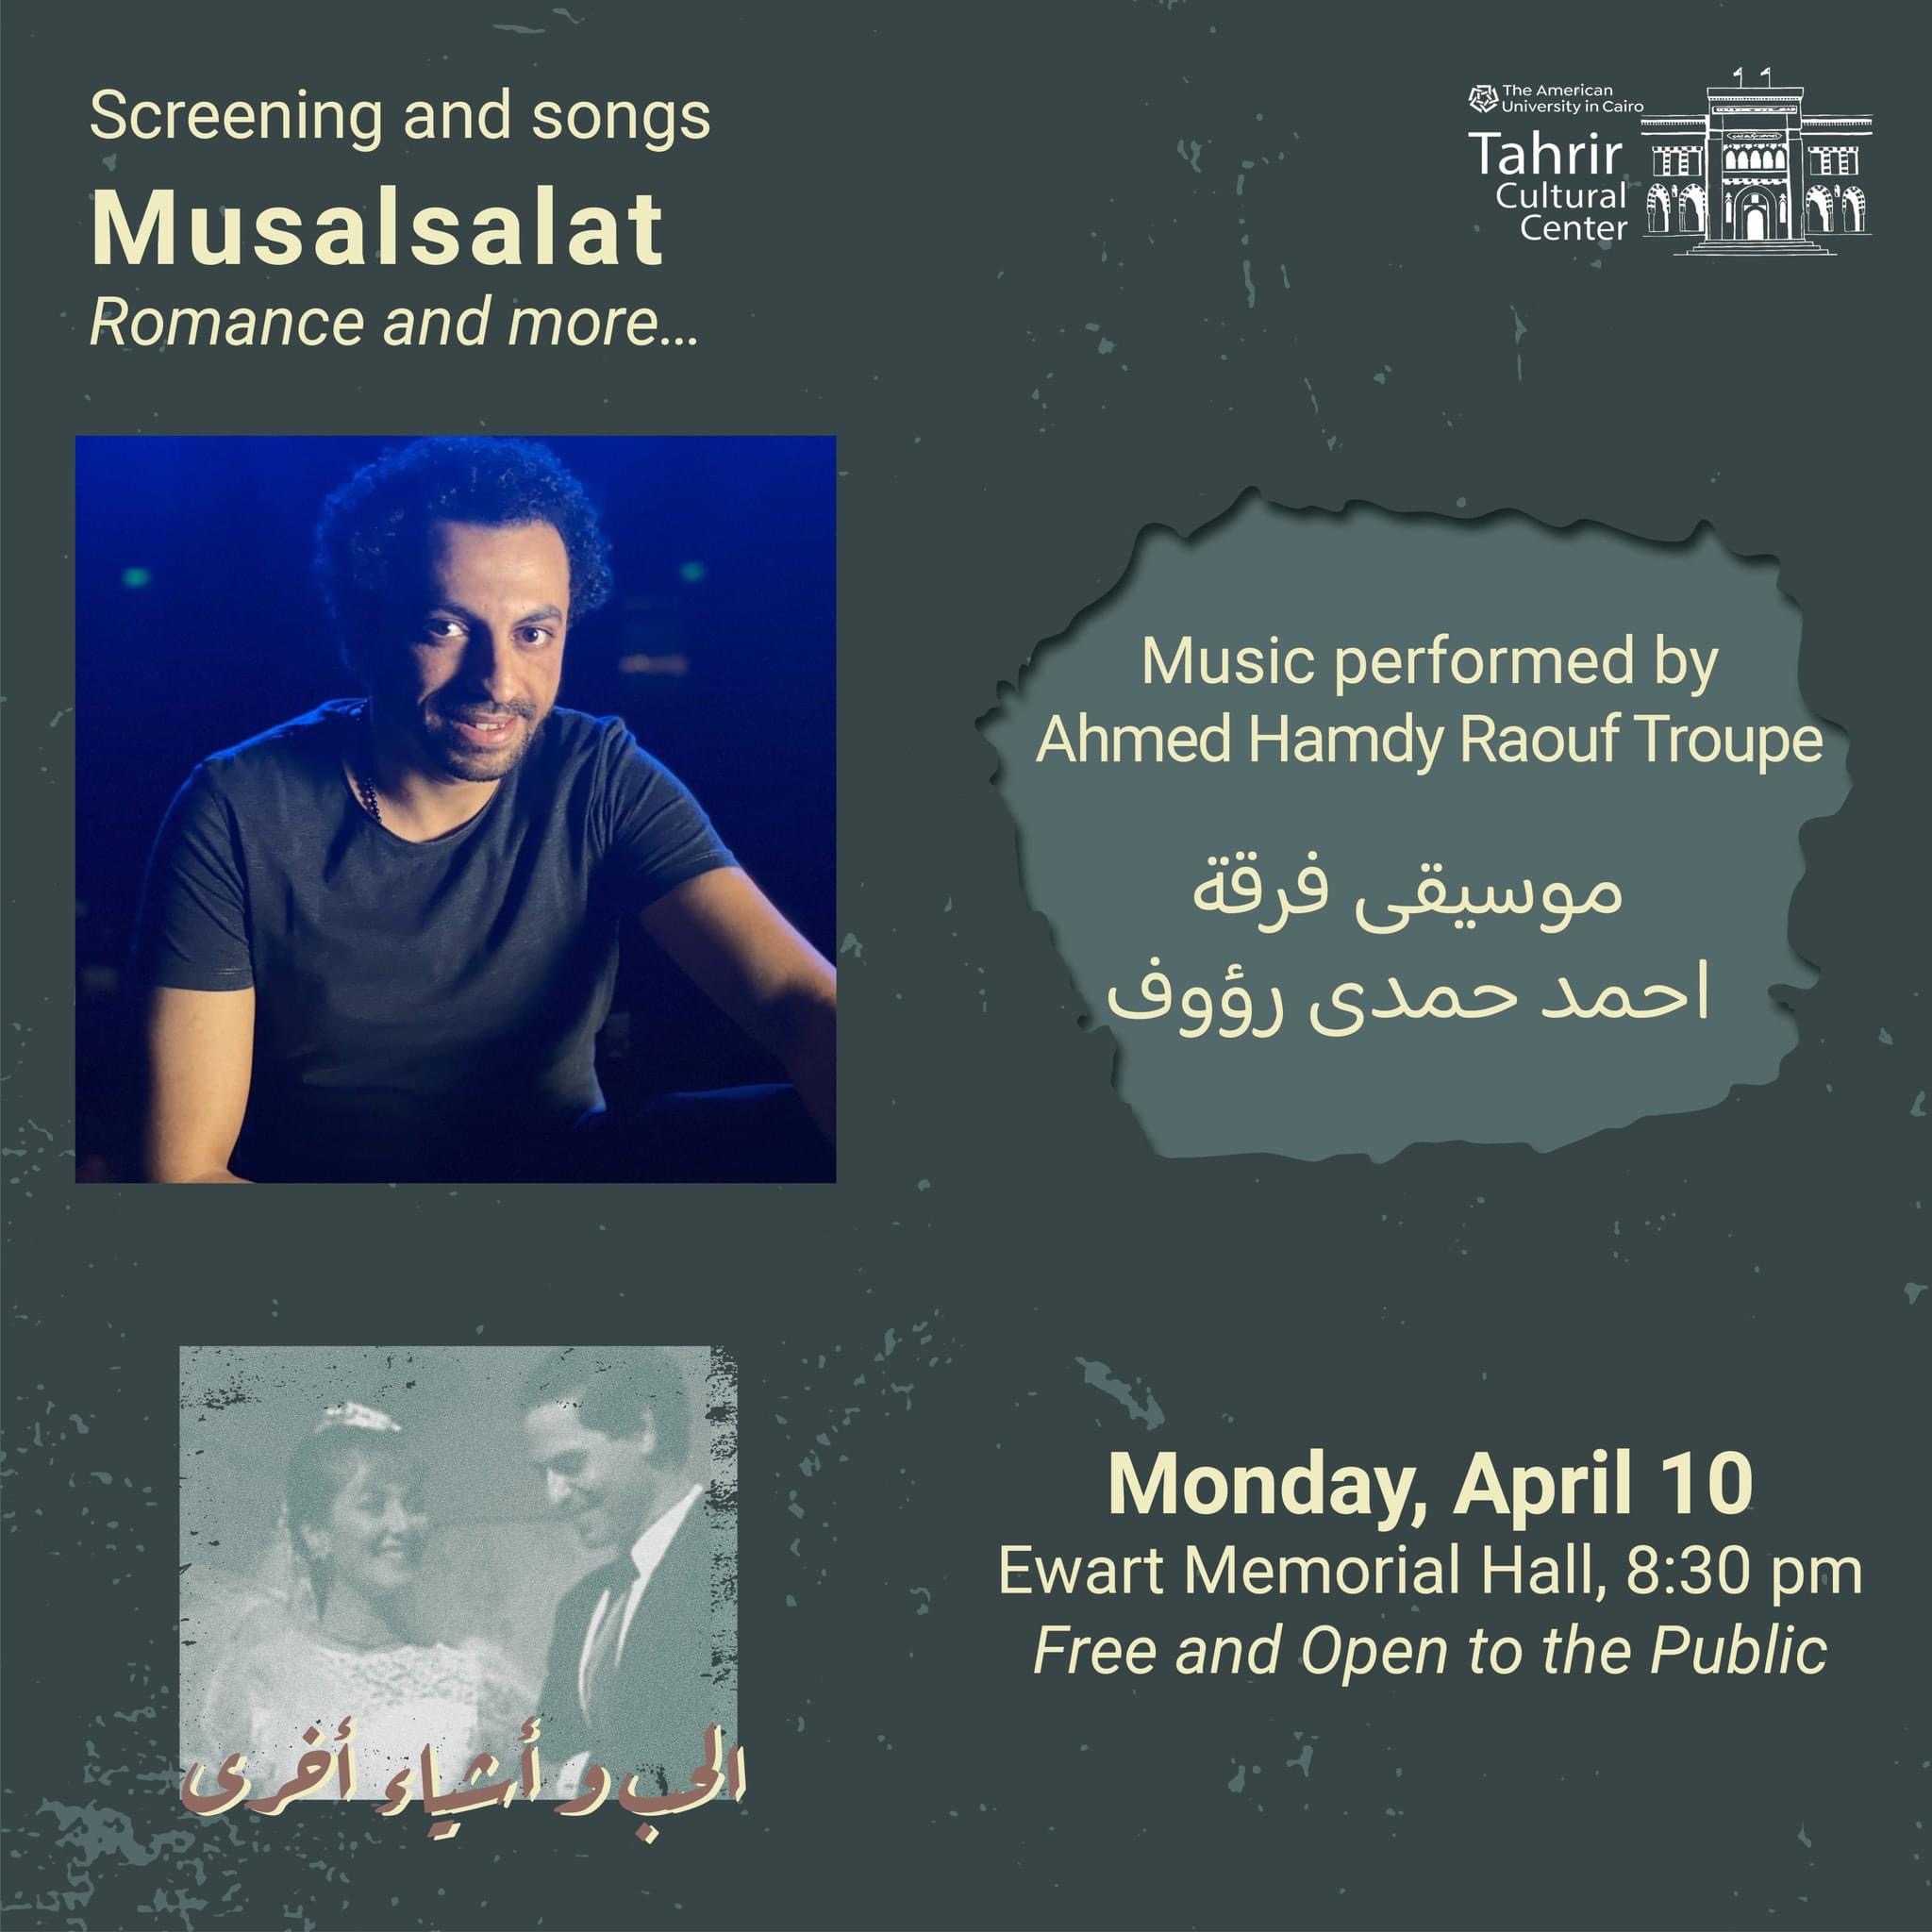 Screening and songs
Musalsalat
Romance and more...
The American
University in Cairo
Tahrir
Cultural
Center
Music performed by
Ahmed Hamdy Raouf Troupe
موسيقى فرقة
احمد حمدى رؤوف
الحب و أشياء أخرى
Monday, April 10
Ewart Memorial Hall, 8:30 pm
Free and Open to the Public